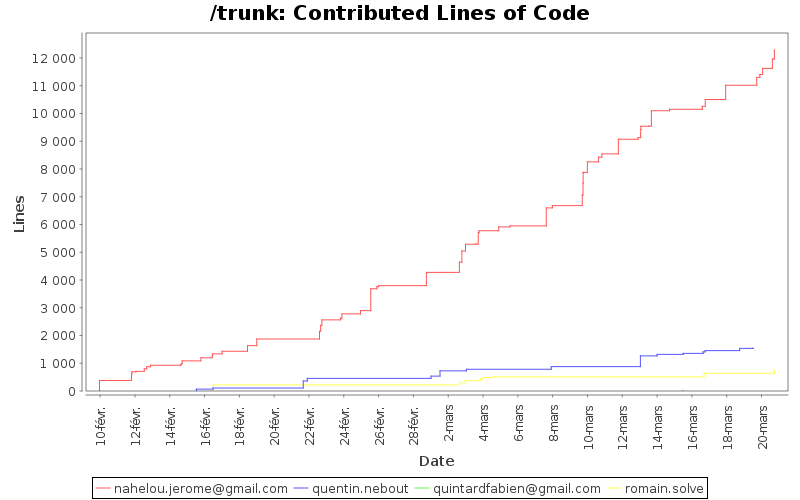 /trunk: Contributed Lines of Code
Lines
12 000
11 000
10 000
9 000
8 000
7 000
6 000
5 000
4 000
3 000
2 000
1 000
0
10-févr.
12-févr.
14-févr.
16-févr.
18-févr.
20-févr.
22-févr.
24-févr.
26-févr.
28-févr.
2-mars
4-mars
6-mars
8-mars
10-mars
12-mars
14-mars
16-mars
18-mars
20-mars
Date
nahelou.jerome@gmail.com quentin.nebout quintardfabien@gmail.com romain.solve